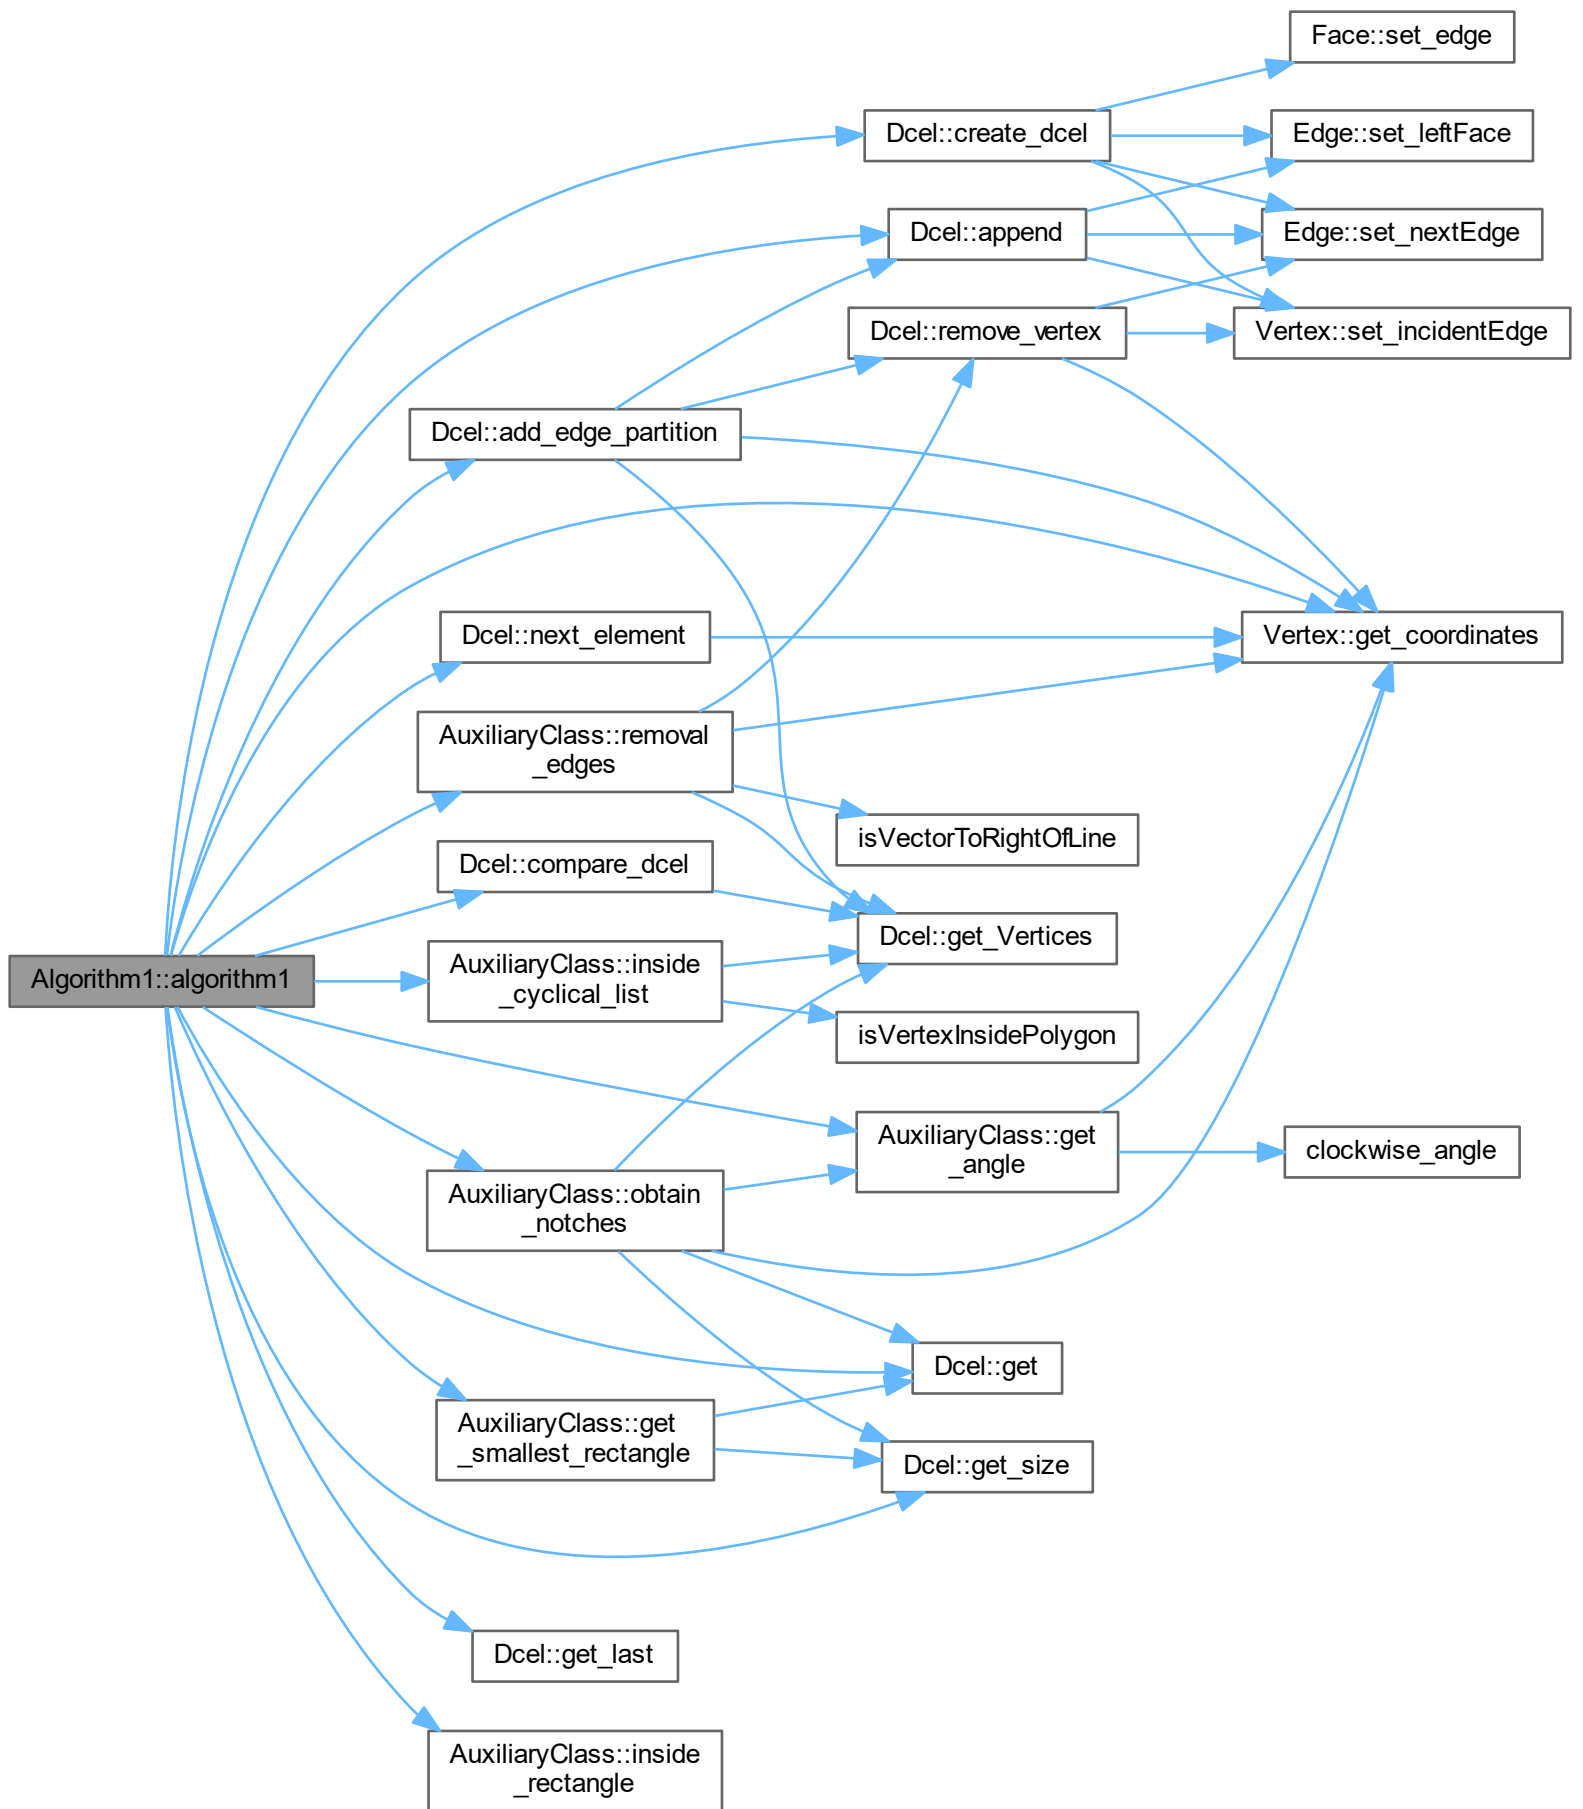 Face::set_edge
Dcel::create_dcel
Edge::set_leftFace
Dcel::append
Edge::set_nextEdge
Dcel::remove_vertex
Vertex::set_incidentEdge
Dcel::add_edge_partition
Dcel::next_element
Vertex::get_coordinates
AuxiliaryClass::removal
_edges
isVectorToRightOfLine
Dcel::compare_dcel
Dcel::get_Vertices
Algorithm1::algorithm1
AuxiliaryClass::inside
_cyclical_list
isVertexInsidePolygon
AuxiliaryClass::get
_angle
clockwise_angle
AuxiliaryClass::obtain
_notches
Dcel::get
AuxiliaryClass::get
_smallest_rectangle
Dcel::get_size
Dcel::get_last
AuxiliaryClass::inside
_rectangle